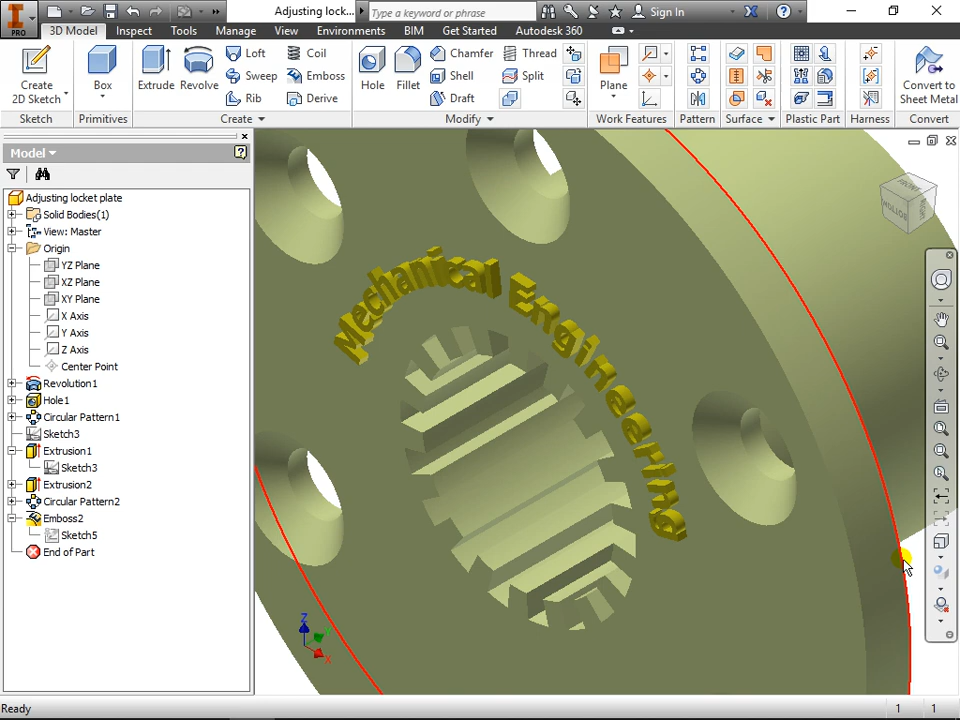 Adjusting lock...
Type a keyword or phrase
Sign In
PRO
3D Model Inspect Tools Manage View Environments BIM Get Started Autodesk 360
Create 2D Sketch
Box
Extrude
Revolve
Loft
Sweep
Rib
Coil
Emboss
Derive
Hole
Fillet
Chamfer
Shell
Draft
Thread
Split
Plane
Convert to Sheet Metal
Sketch Primitives Create Modify Work Features Pattern Surface Plastic Part Harness Convert
Model
Adjusting locket plate
Solid Bodies(1)
View: Master
Origin
YZ Plane
XZ Plane
XY Plane
X Axis
Y Axis
Z Axis
Center Point
Revolution1
Hole1
Circular Pattern1
Sketch3
Extrusion1
Sketch3
Extrusion2
Circular Pattern2
Emboss2
Sketch5
End of Part
Mechanical Engineering
FRONT
BOTTOM
RIGHT
Z
Y
X
Ready
1 1